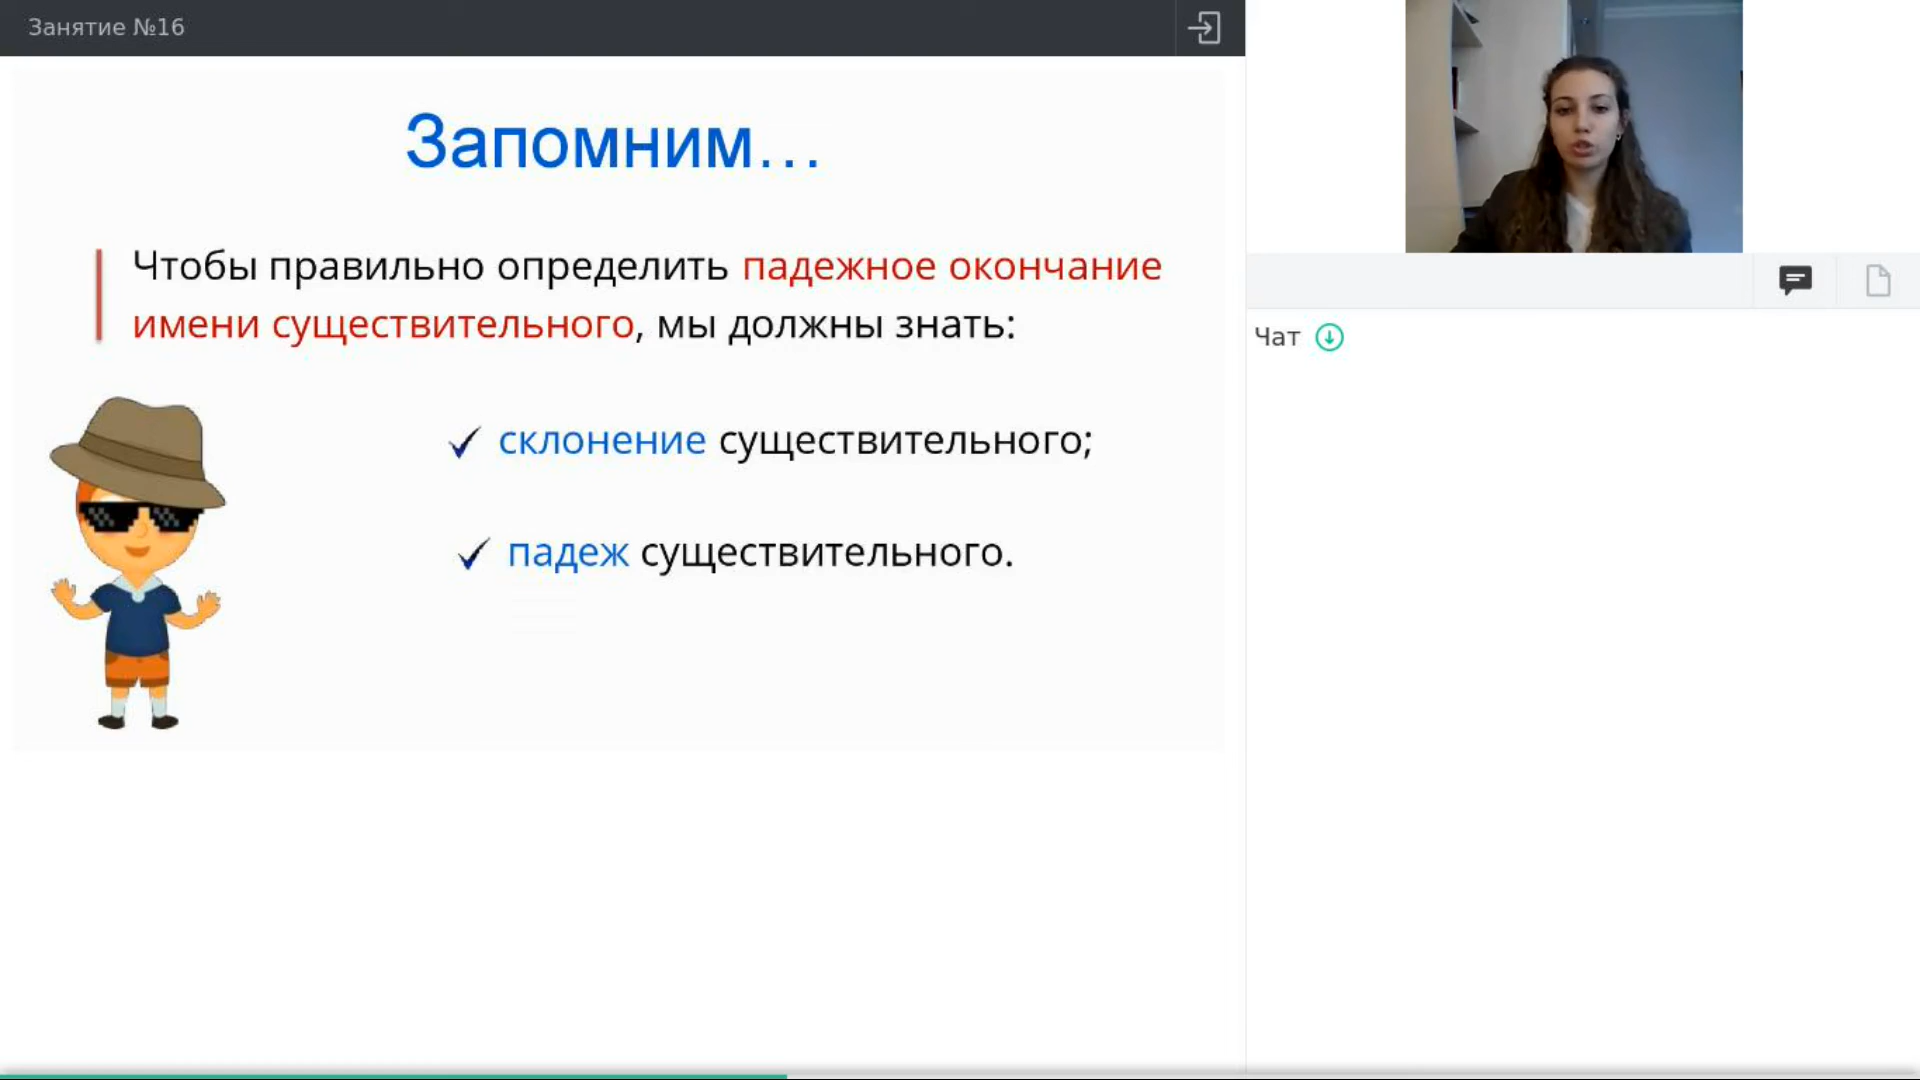 Занятие №16
Запомним...
Чтобы правильно определить падежное окончание
имени существительного, мы должны знать:
склонение существительного;
падеж существительного.
Чат